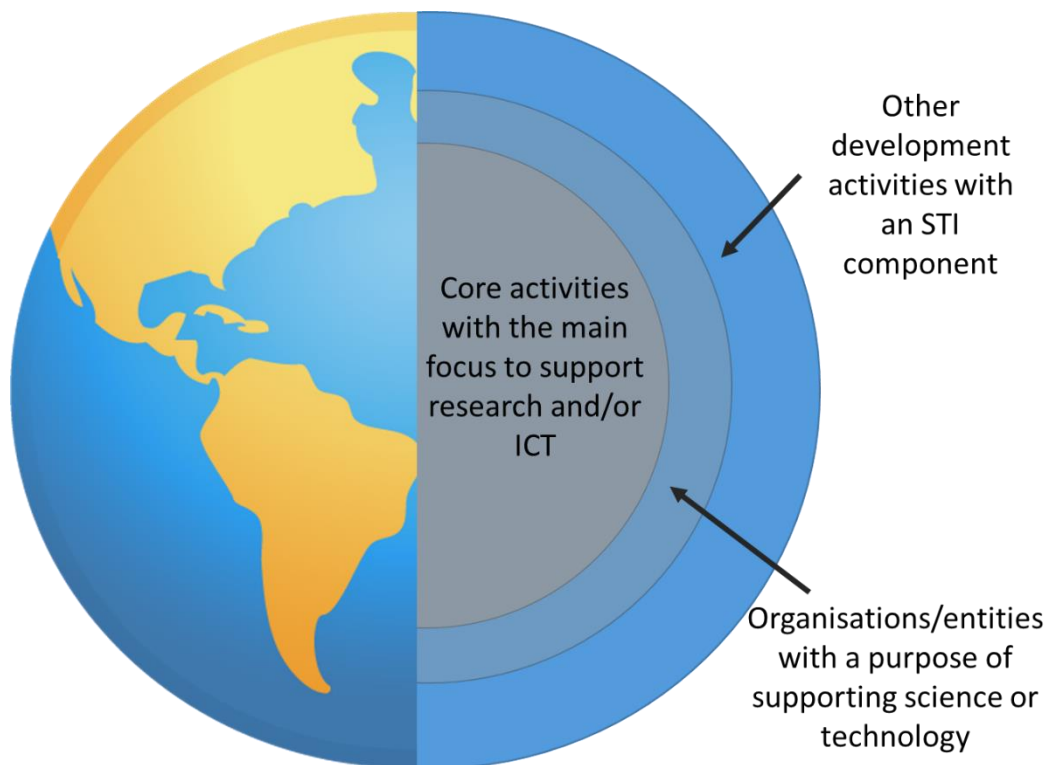 Other
development
activities with
an STI
component
Core activities
with the main
focus to support
research and/or
ICT
Organisations/entities
with a purpose of
supporting science or
technology